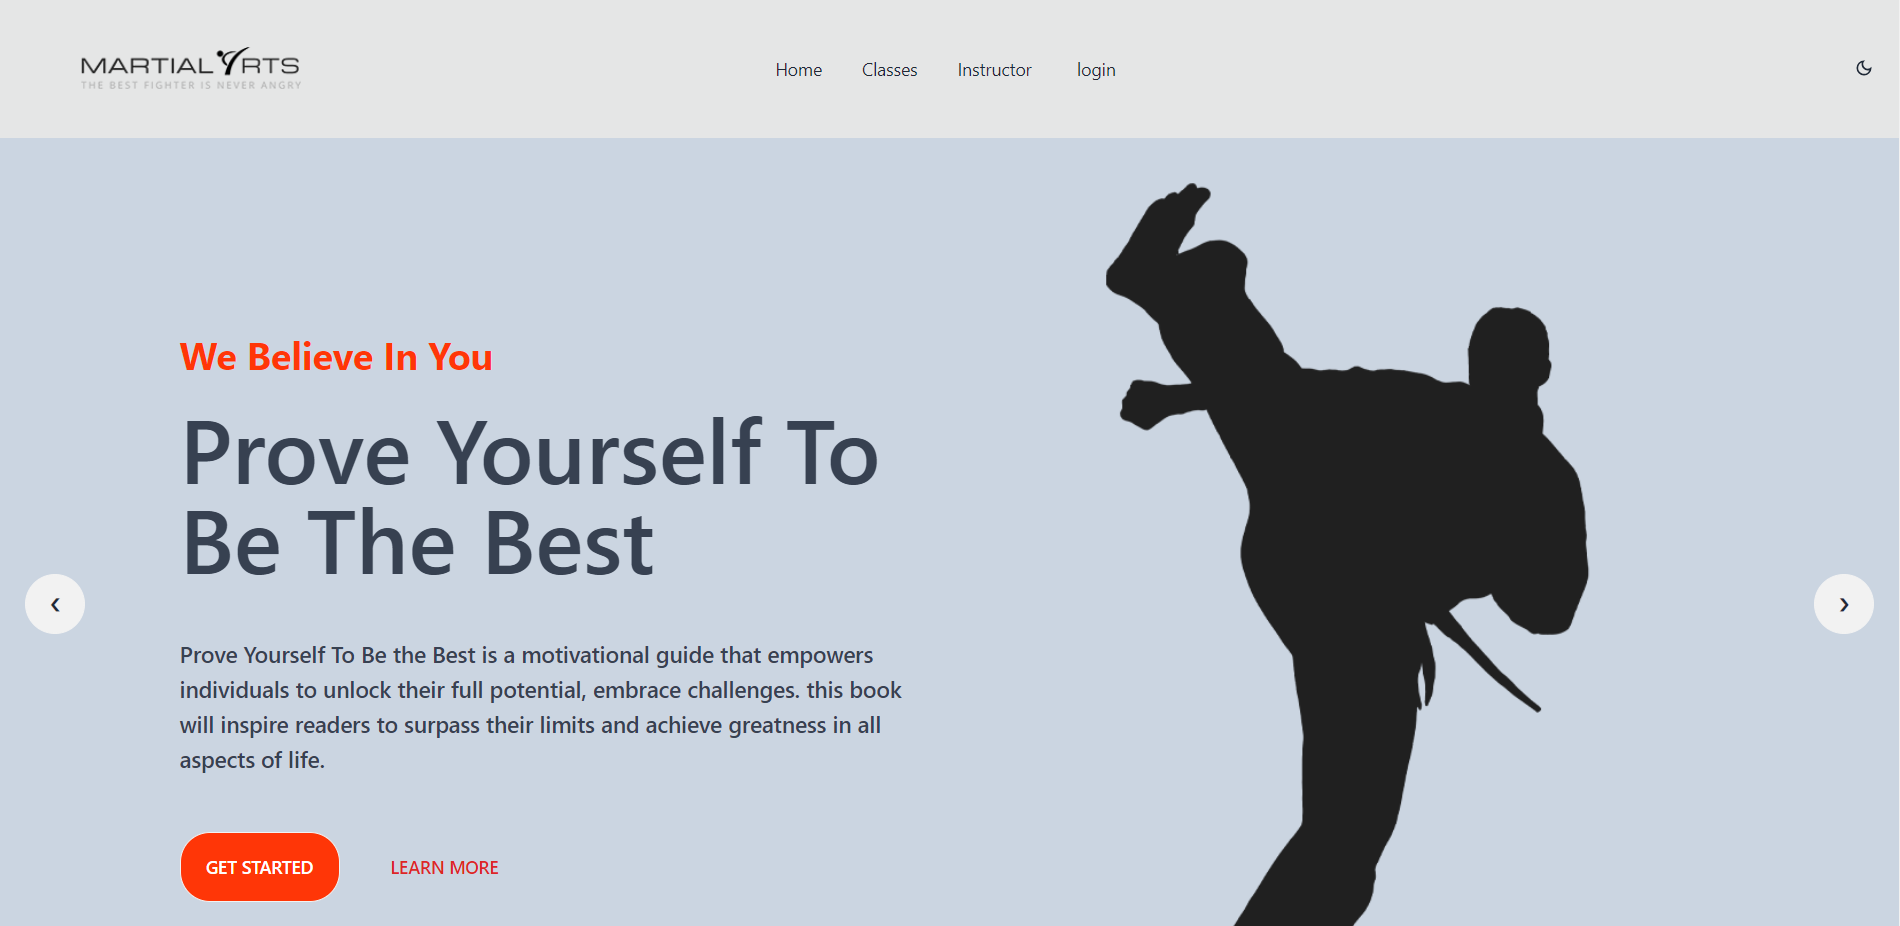 MARTIAL RTS
THE BEST FIGHTER IS NEVER ANGRY
Home Classes Instructor login
We Believe In You
Prove Yourself To
Be The Best
Prove Yourself To Be the Best is a motivational guide that empowers
individuals to unlock their full potential, embrace challenges. this book
will inspire readers to surpass their limits and achieve greatness in all
aspects of life.
GET STARTED LEARN MORE